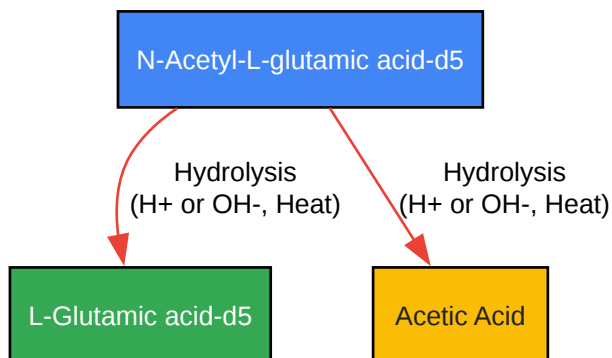 N-Acetyl-L-glutamic acid-d5
Hydrolysis
(H+ or OH-, Heat)
Hydrolysis
(H+ or OH-, Heat)
L-Glutamic acid-d5
Acetic Acid